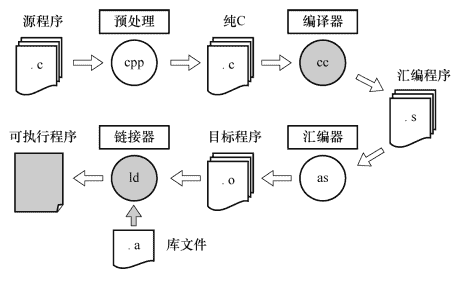 源程序
预处理
纯C
编译器
.c
cpp
.c
cc
汇编程序
.s
可执行程序
链接器
目标程序
汇编器
ld
.o
as
.a
库文件